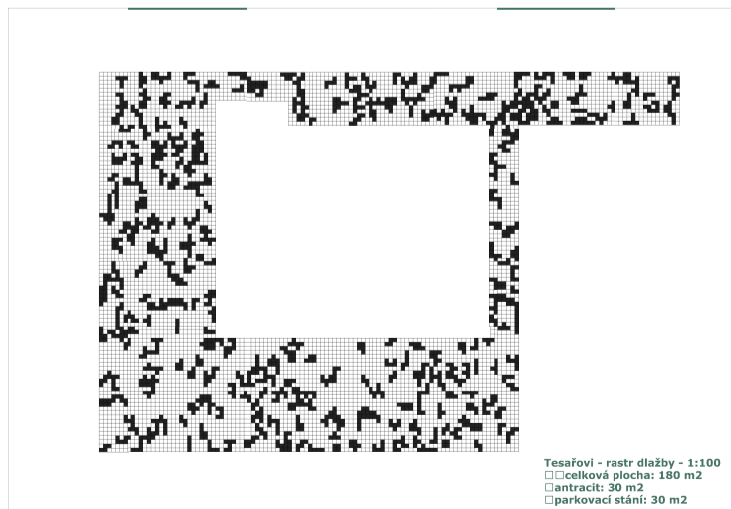 Tesařovi - rastr dlažby - 1:100
□□celková plocha: 180 m2
□antracit: 30 m2
□parkovací stání: 30 m2